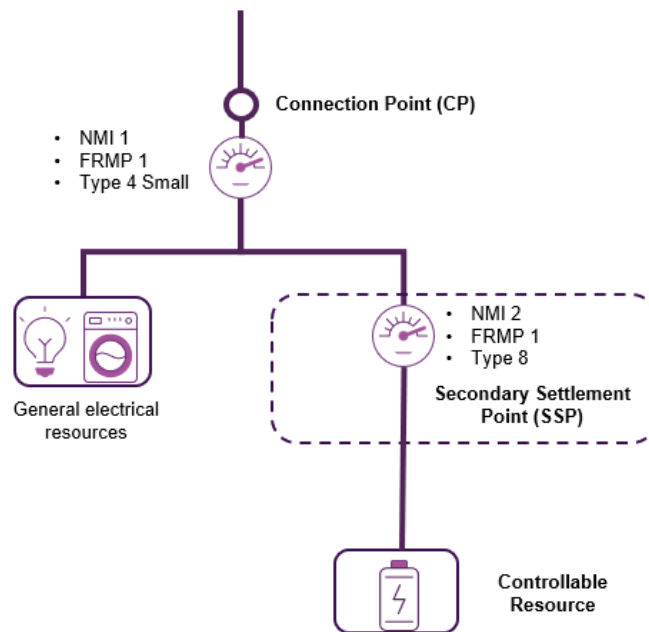 Connection Point (CP)
• NMI 1
• FRMP 1
• Type 4 Small
• NMI 2
• FRMP 1
• Type 8
Secondary Settlement
Point (SSP)
General electrical
resources
Controllable
Resource